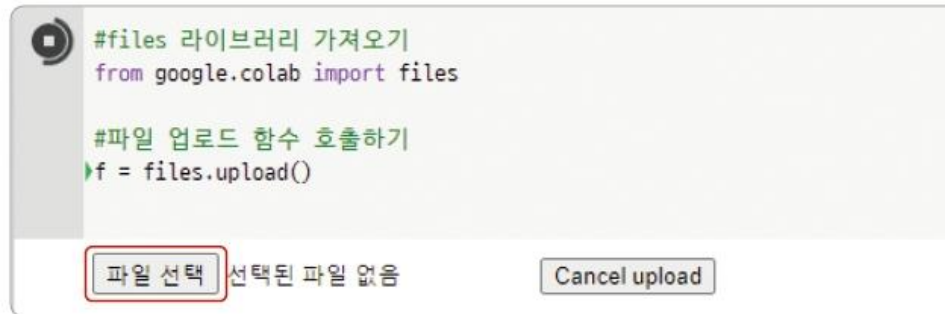 #files 라이브러리 가져오기
from google.colab import files
#파일 업로드 함수 호출하기
f = files.upload()
파일 선택 선택된 파일 없음 Cancel upload